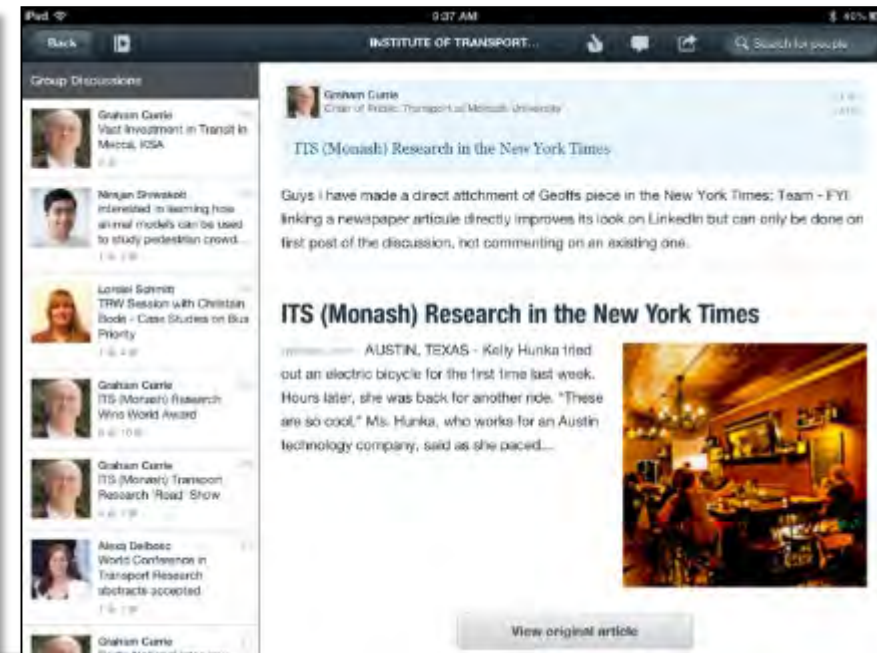 iPad
9:37 AM
40%
Back
INSTITUTE OF TRANSPORT...
Search for people
Group Discussions
Graham Currie
Vast Investment in Transit in
Mecca, KSA
Nirajan Shiwakoti
interested in learning how
animal models can be used
to study pedestrian crowd...
Lorelei Schmitt
TRW Session with Christain
Bode - Case Studies on Bus
Priority
Graham Currie
ITS (Monash) Research
Wins World Award
Graham Currie
ITS (Monash) Transport
Research 'Road' Show
Alexa Delbosc
World Conference in
Transport Research
abstracts accepted
Graham Currie
Graham Currie
Chair of Public Transport at Monash University
ITS (Monash) Research in the New York Times
Guys i have made a direct attchment of Geoffs piece in the New York Times; Team - FYI
linking a newspaper articule directly improves its look on LinkedIn but can only be done on
first post of the discussion, not commenting on an existing one.
ITS (Monash) Research in the New York Times
AUSTIN, TEXAS - Kelly Hunka tried
out an electric bicycle for the first time last week.
Hours later, she was back for another ride. "These
are so cool," Ms. Hunka, who works for an Austin
technology company, said as she paced...
View original article